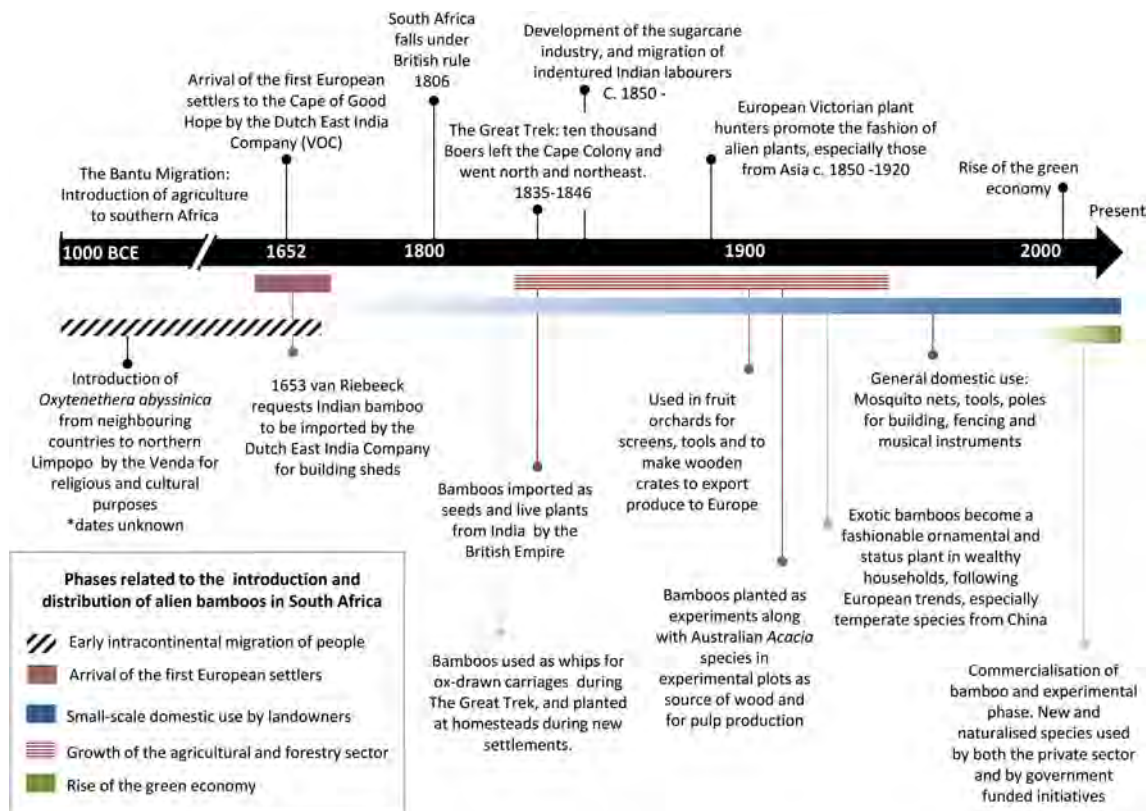 South Africa
falls under
British rule
1806
Development of the sugarcane
industry, and migration of
indentured Indian labourers
C. 1850 -
Arrival of the first European
settlers to the Cape of Good
Hope by the Dutch East India
Company (VOC)
The Great Trek: ten thousand
Boers left the Cape Colony and
went north and northeast.
1835-1846
European Victorian plant
hunters promote the fashion of
alien plants, especially those
from Asia c. 1850 -1920
Rise of the green
economy
The Bantu Migration:
Introduction of agriculture
to southern Africa
Present
1000 BCE
1652
1800
1900
2000
Introduction of
Oxytenethera abyssinica
from neighbouring
countries to northern
Limpopo by the Venda for
religious and cultural
purposes
*dates unknown
1653 van Riebeeck
requests Indian bamboo
to be imported by the
Dutch East India Company
for building sheds
Bamboos imported as
seeds and live plants
from India by the
British Empire
Used in fruit
orchards for
screens, tools and to
make wooden
crates to export
produce to Europe
General domestic use:
Mosquito nets, tools, poles
for building, fencing and
musical instruments
Exotic bamboos become a
fashionable ornamental and
status plant in wealthy
households, following
European trends, especially
temperate species from China
Bamboos used as whips for
ox-drawn carriages during
The Great Trek, and planted
at homesteads during new
settlements.
Bamboos planted as
experiments along
with Australian Acacia
species in
experimental plots as
source of wood and
for pulp production
Commercialisation of
bamboo and experimental
phase. New and
naturalised species used
by both the private sector
and by government
funded initiatives
Phases related to the introduction and
distribution of alien bamboos in South Africa
Early intracontinental migration of people
Arrival of the first European settlers
Small-scale domestic use by landowners
Growth of the agricultural and forestry sector
Rise of the green economy